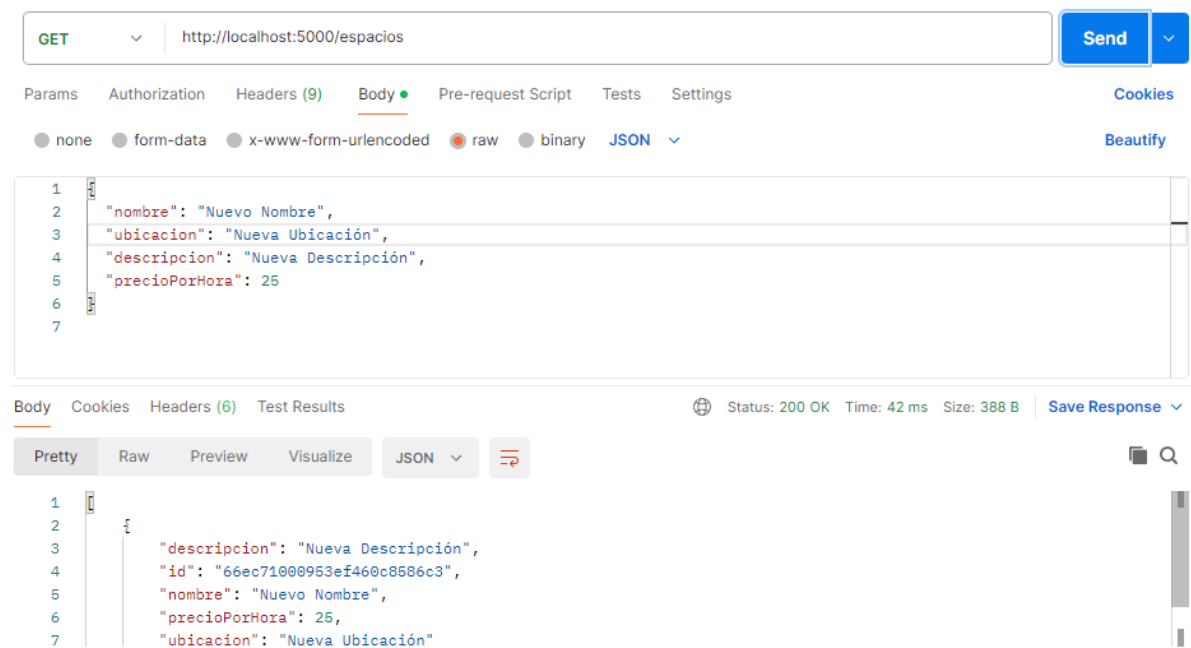 GET http://localhost:5000/espacios Send
Params Authorization Headers (9) Body Pre-request Script Tests Settings Cookies
none form-data x-www-form-urlencoded raw binary JSON Beautify
1 {
2 "nombre": "Nuevo Nombre",
3 "ubicacion": "Nueva Ubicación",
4 "descripcion": "Nueva Descripción",
5 "precioPorHora": 25
6 }
7
Body Cookies Headers (6) Test Results Status: 200 OK Time: 42 ms Size: 388 B Save Response
Pretty Raw Preview Visualize JSON
1 [
2 {
3 "descripcion": "Nueva Descripción",
4 "id": "66ec71000953ef460c8586c3",
5 "nombre": "Nuevo Nombre",
6 "precioPorHora": 25,
7 "ubicacion": "Nueva Ubicación"